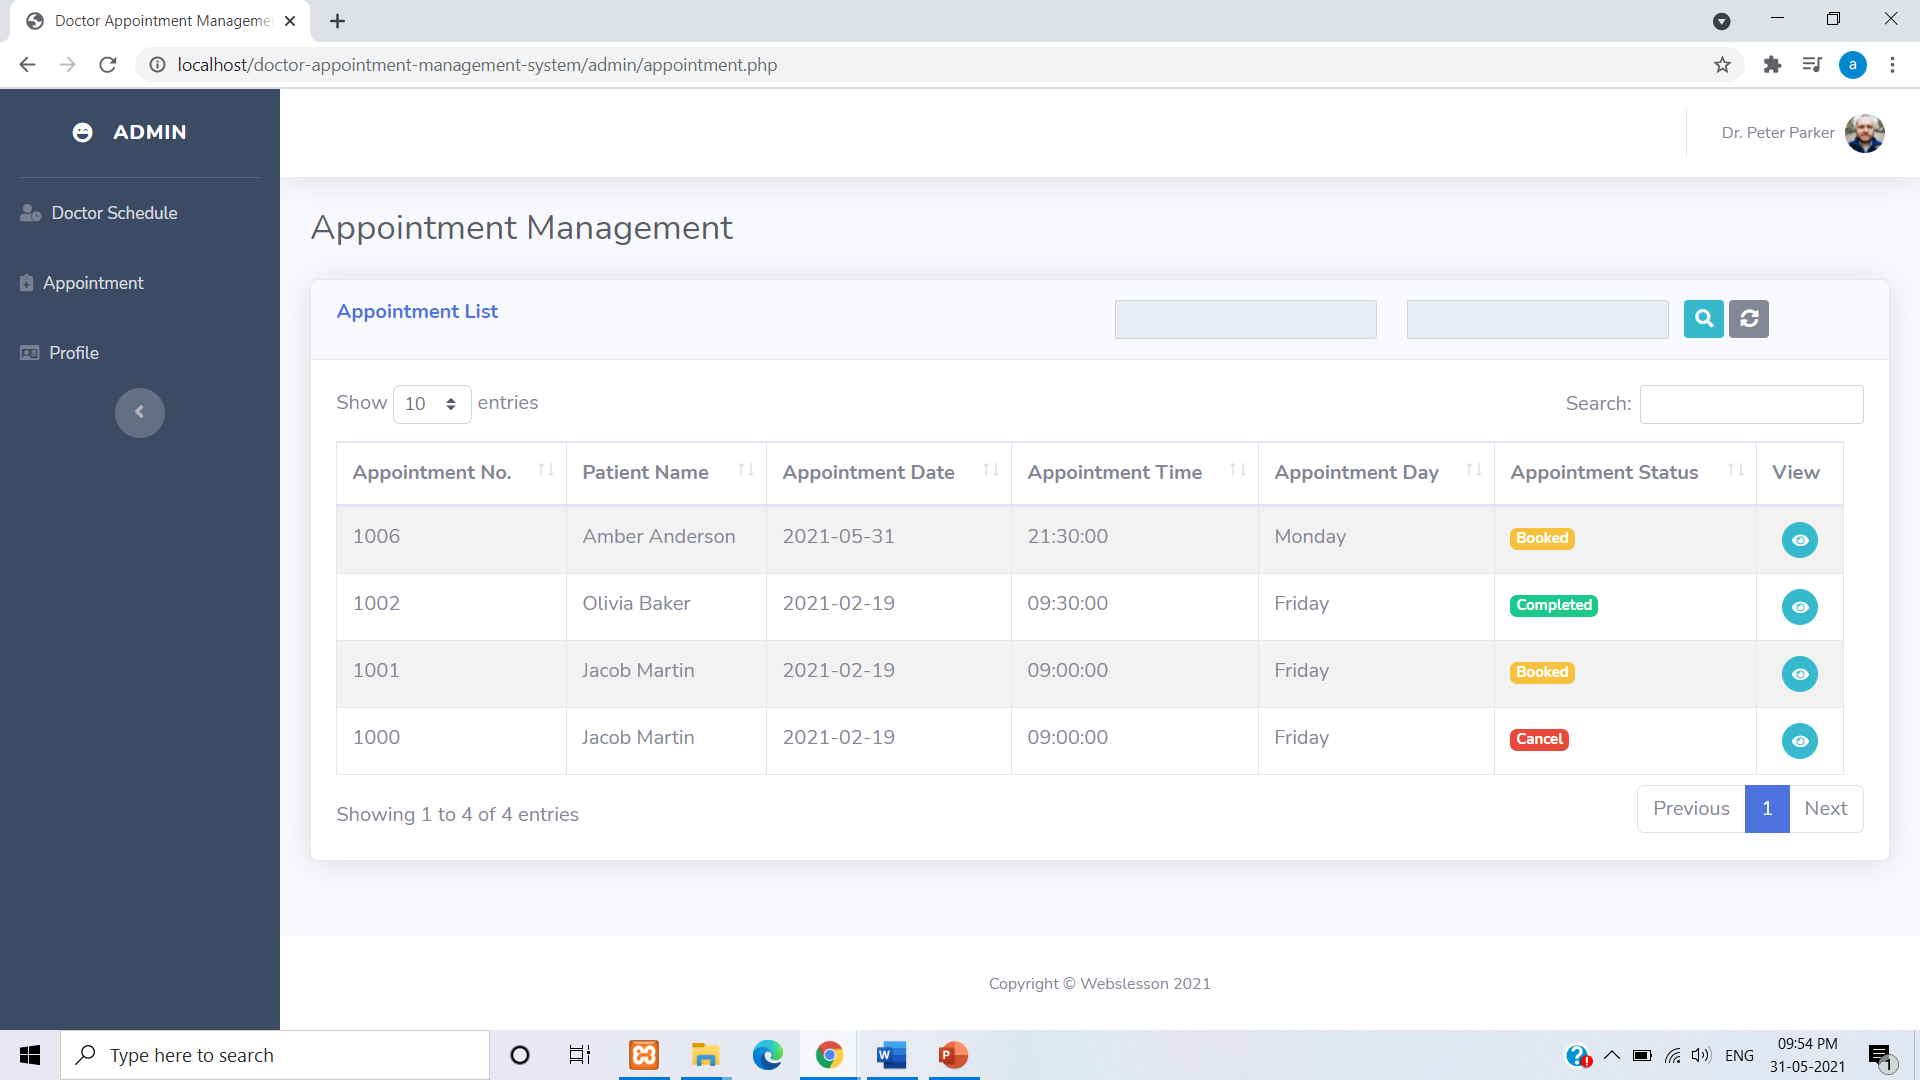 Doctor Appointment Manageme
localhost/doctor-appointment-management-system/admin/appointment.php
a
ADMIN
Dr. Peter Parker
Doctor Schedule
Appointment
Profile
Appointment Management
Appointment List
Show 10 entries
Search:
Appointment No. Patient Name Appointment Date Appointment Time Appointment Day Appointment Status View
1006 Amber Anderson 2021-05-31 21:30:00 Monday Booked
1002 Olivia Baker 2021-02-19 09:30:00 Friday Completed
1001 Jacob Martin 2021-02-19 09:00:00 Friday Booked
1000 Jacob Martin 2021-02-19 09:00:00 Friday Cancel
Showing 1 to 4 of 4 entries
Previous 1 Next
Copyright © Webslesson 2021
Type here to search
W
P
ENG
09:54 PM
31-05-2021
1